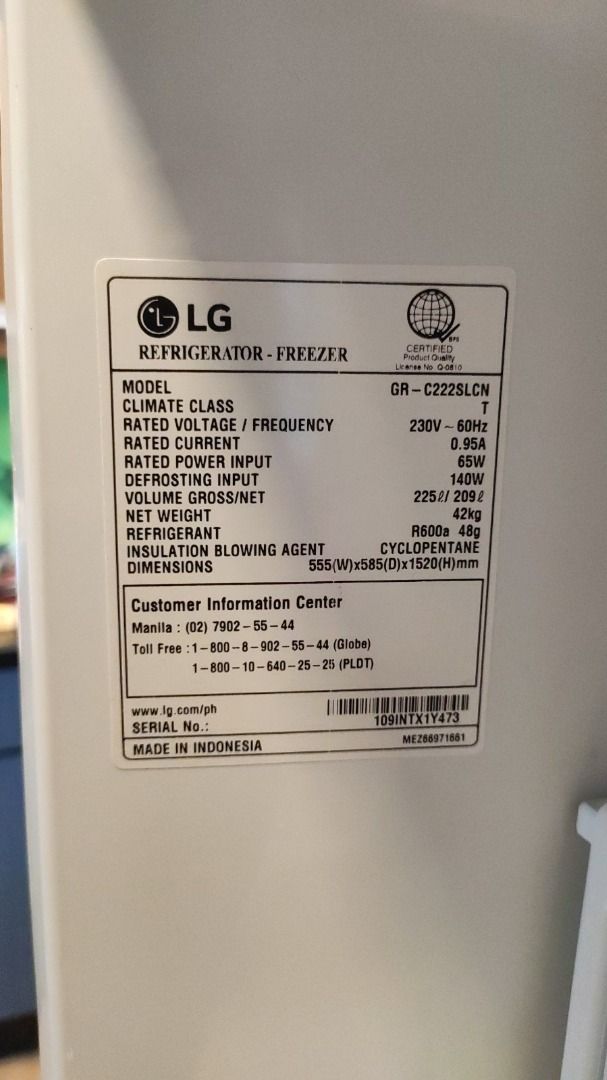 LG
REFRIGERATOR - FREEZER
BPS
CERTIFIED
Product Quality
License No. Q-0810
MODEL GR-C222SLCN
CLIMATE CLASS T
RATED VOLTAGE / FREQUENCY 230V ~ 60Hz
RATED CURRENT 0.95A
RATED POWER INPUT 65W
DEFROSTING INPUT 140W
VOLUME GROSS/NET 225ℓ/ 209ℓ
NET WEIGHT 42kg
REFRIGERANT R600a 48g
INSULATION BLOWING AGENT CYCLOPENTANE
DIMENSIONS 555(W)x585(D)x1520(H)mm
Customer Information Center
Manila : (02) 7902-55-44
Toll Free : 1-800-8-902-55-44 (Globe)
1-800-10-640-25-25 (PLDT)
www.lg.com/ph
SERIAL No.: 109INTX1Y473
MADE IN INDONESIA MEZ66971661